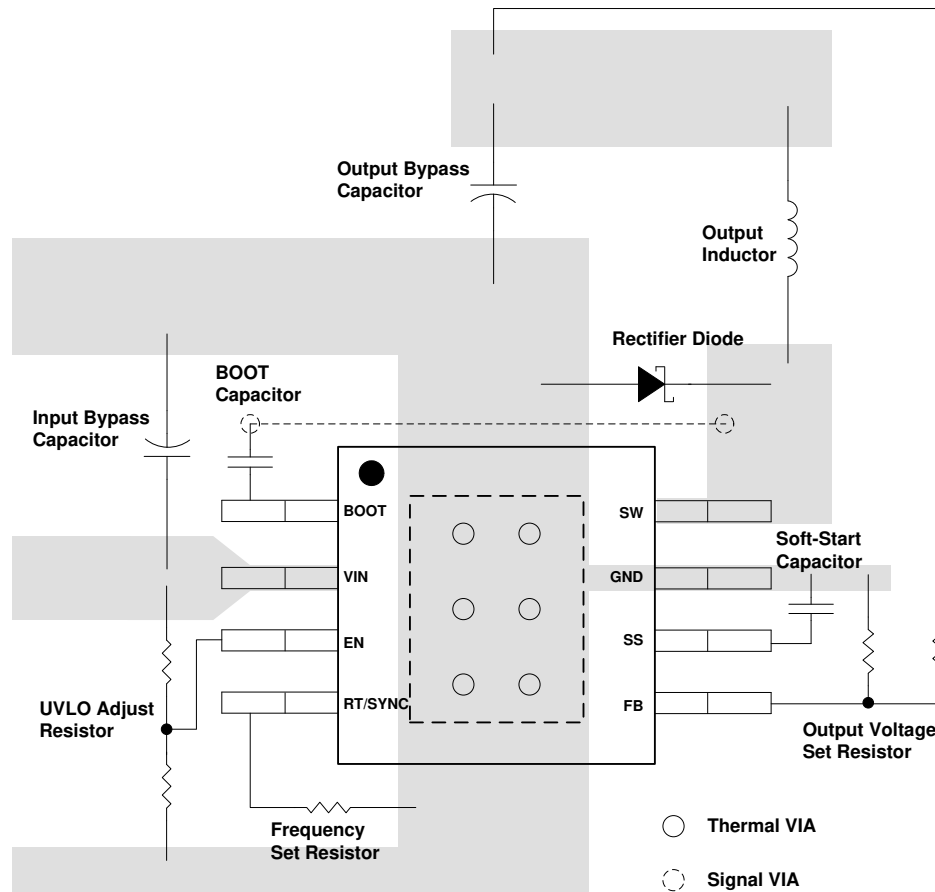 Output Bypass
Capacitor
Output
Inductor
Rectifier Diode
BOOT
Capacitor
Input Bypass
Capacitor
BOOT
SW
Soft-Start
Capacitor
VIN
GND
EN
SS
RT/SYNC
FB
UVLO Adjust
Resistor
Output Voltage
Set Resistor
Frequency
Set Resistor
Thermal VIA
Signal VIA